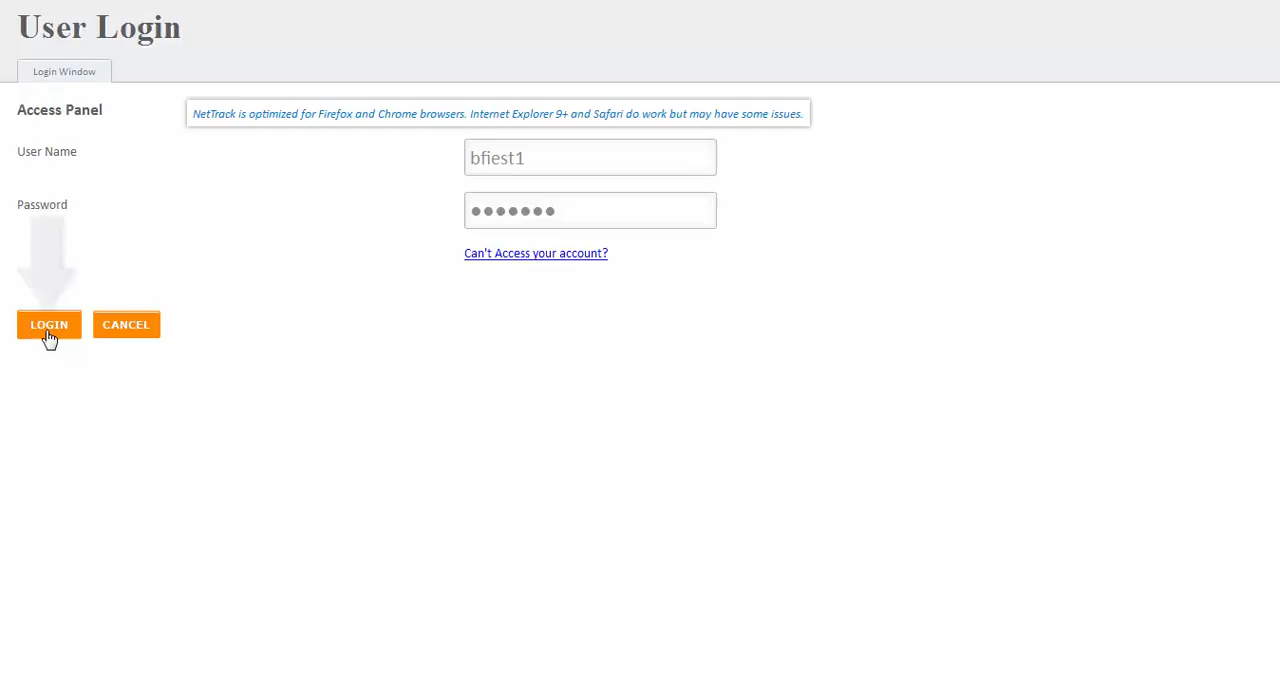 User Login
Login Window
Access Panel
NetTrack is optimized for Firefox and Chrome browsers. Internet Explorer 9+ and Safari do work but may have some issues.
User Name
bfiest1
Password
●●●●●●●
Can't Access your account?
LOGIN CANCEL